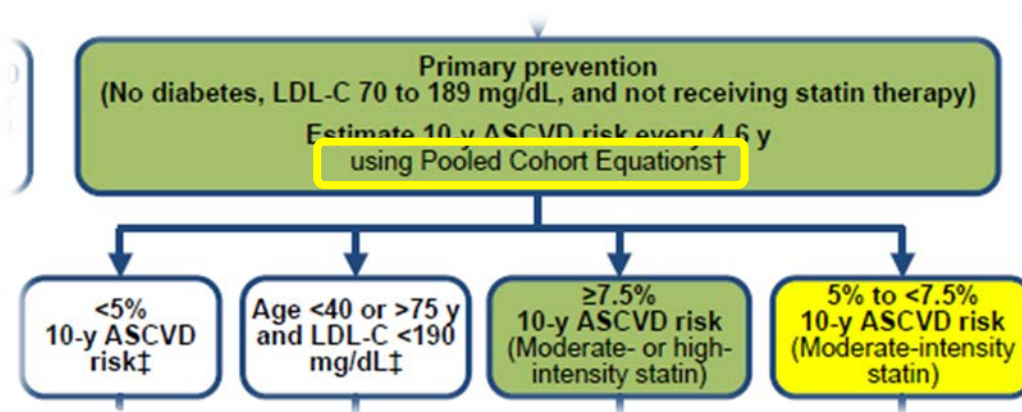 Primary prevention
(No diabetes, LDL-C 70 to 189 mg/dL, and not receiving statin therapy)
Estimate 10-y ASCVD risk every 4-6 y
using Pooled Cohort Equations†
<5%
10-y ASCVD
risk‡
Age <40 or >75 y
and LDL-C <190
mg/dL‡
≥7.5%
10-y ASCVD risk
(Moderate- or high-
intensity statin)
5% to <7.5%
10-y ASCVD risk
(Moderate-intensity
statin)